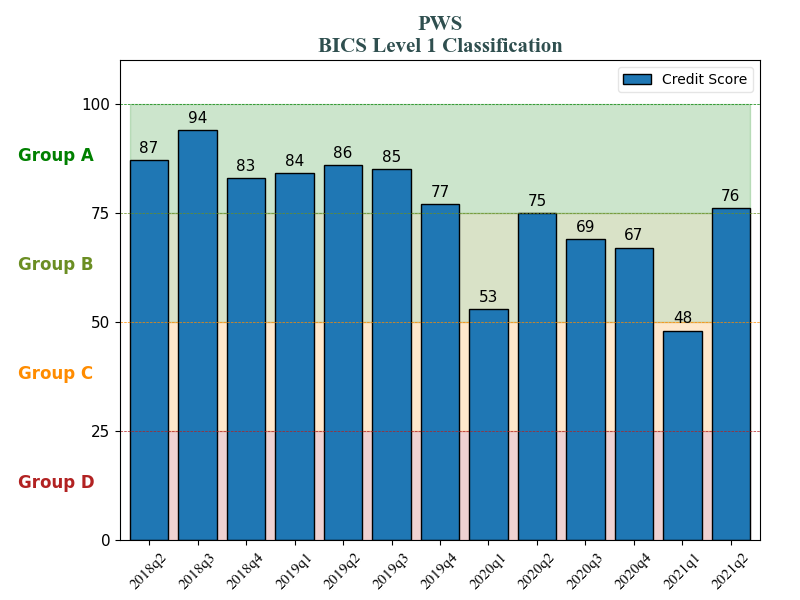 PWS
BICS Level 1 Classification
Credit Score
100
75
50
25
0
Group A
Group B
Group C
Group D
87
94
83
84
86
85
77
53
75
69
67
48
76
2018q2
2018q3
2018q4
2019q1
2019q2
2019q3
2019q4
2020q1
2020q2
2020q3
2020q4
2021q1
2021q2